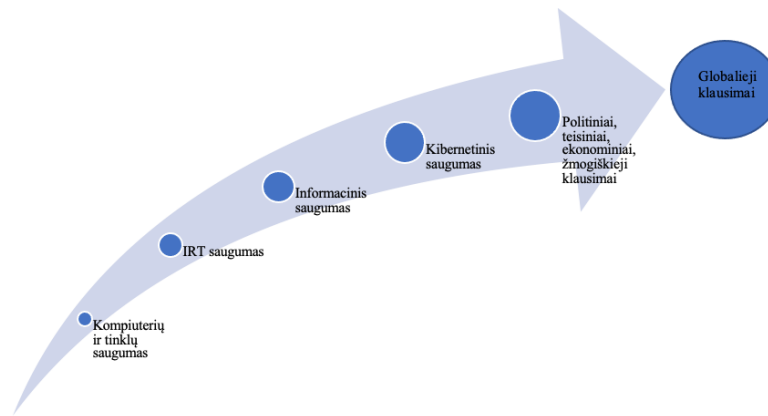 Globalieji
klausimai
Politiniai,
teisiniai,
ekonominiai,
žmogiškieji
klausimai
Kibernetinis
saugumas
Informacinis
saugumas
IRT saugumas
Kompiuterių
ir tinklų
saugumas